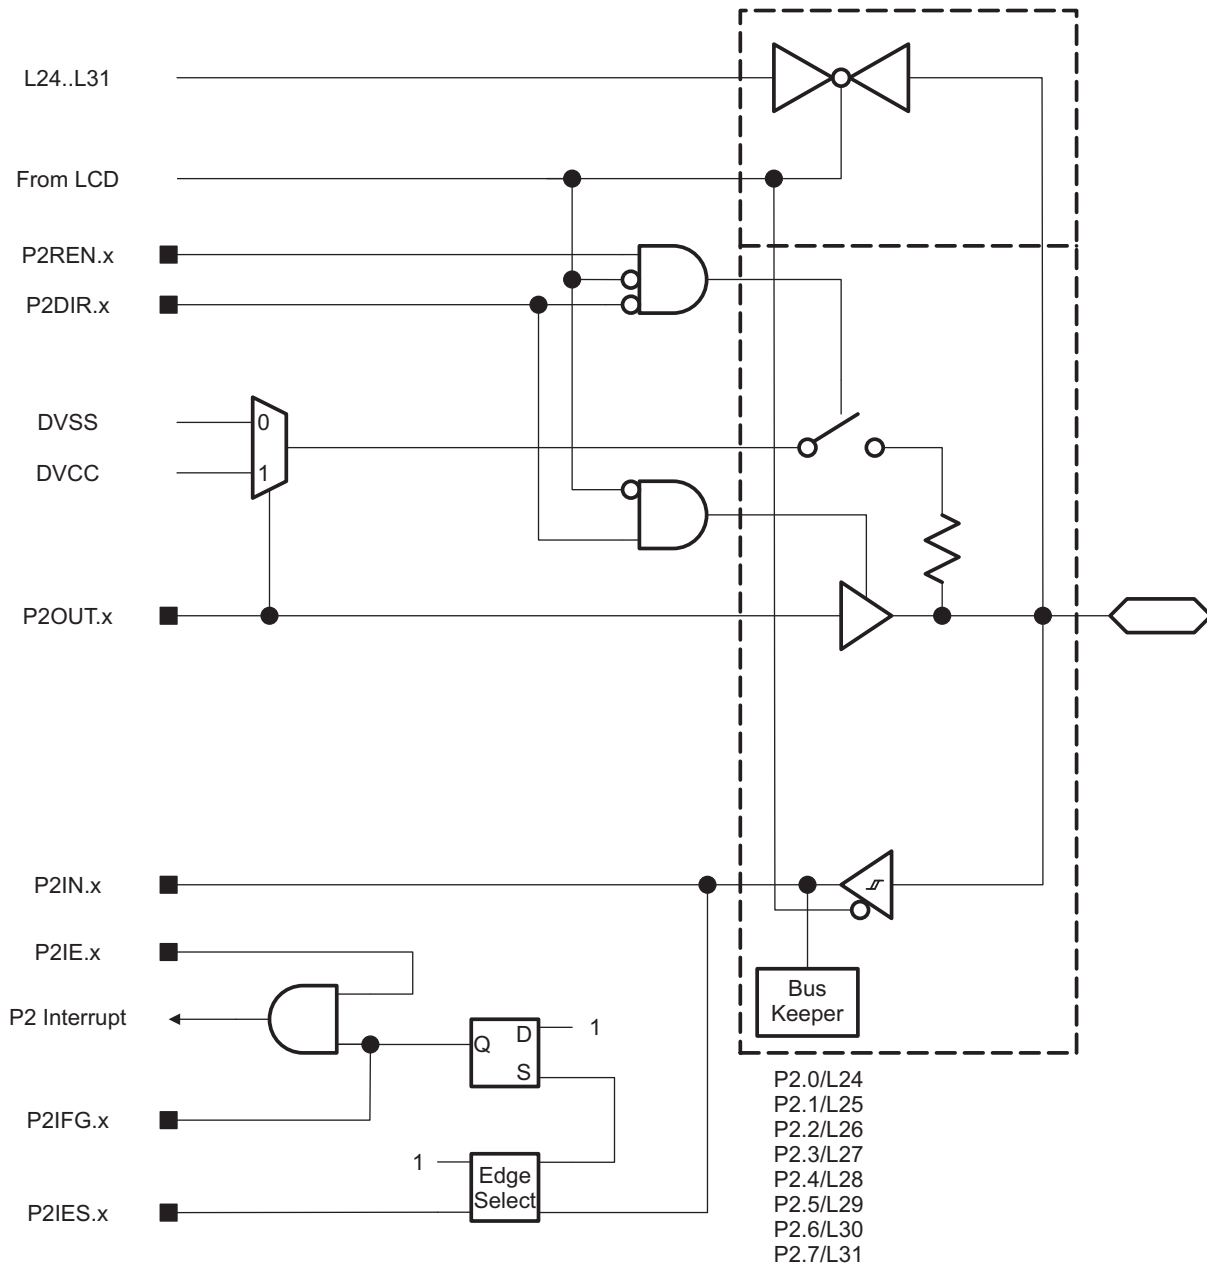 L24..L31
From LCD
P2REN.x
P2DIR.x
DVSS
0
DVCC
1
P2OUT.x
P2IN.x
P2IE.x
Bus
Keeper
P2 Interrupt
D
1
Q
S
P2.0/L24
P2.1/L25
P2IFG.x
P2.2/L26
P2.3/L27
1
Edge
Select
P2.4/L28
P2.5/L29
P2IES.x
P2.6/L30
P2.7/L31